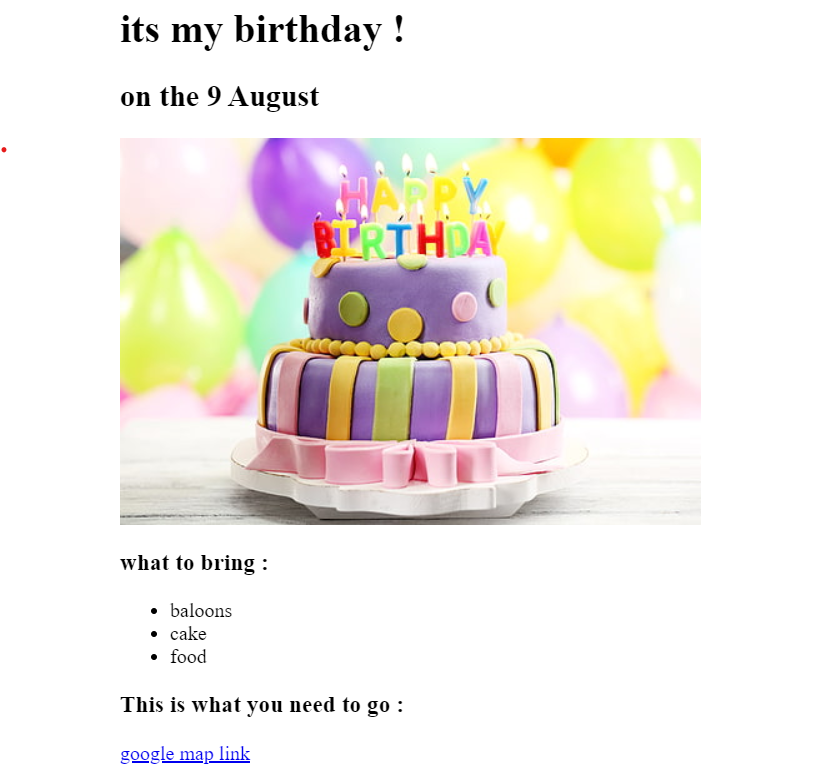 its my birthday !
on the 9 August
HAPPY
BIRTHDAY
what to bring :
baloons
cake
food
This is what you need to go :
google map link